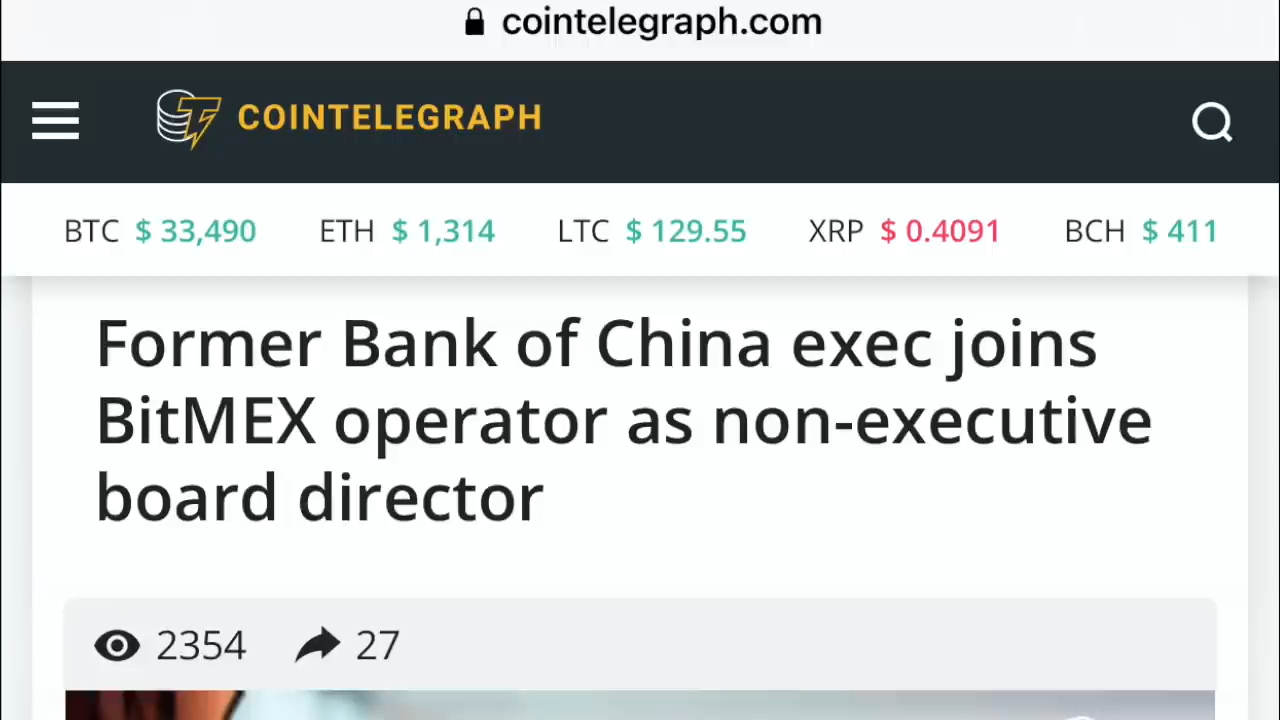 cointelegraph.com
COINTELEGRAPH
BTC $ 33,490 ETH $ 1,314 LTC $ 129.55 XRP $ 0.4091 BCH $ 411
Former Bank of China exec joins
BitMEX operator as non-executive
board director
2354 27